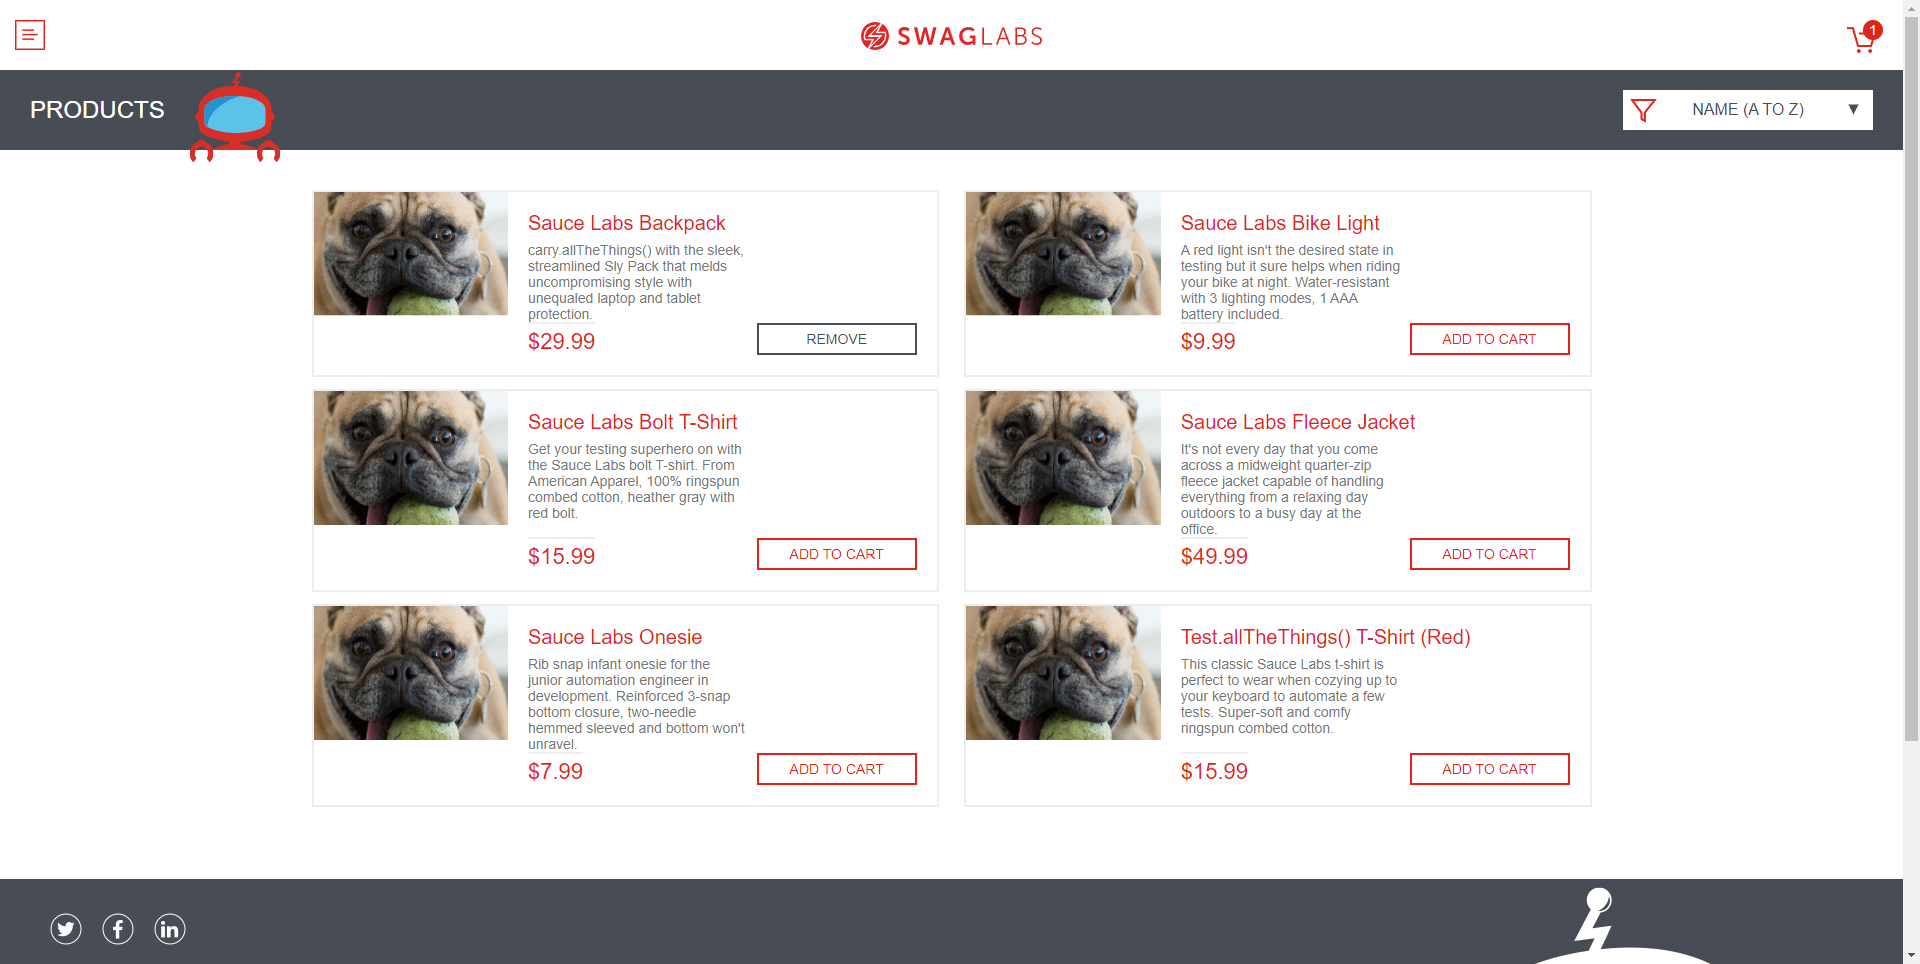 SWAGLABS
1
PRODUCTS
NAME (A TO Z)
Sauce Labs Backpack
carry.allTheThings() with the sleek,
streamlined Sly Pack that melds
uncompromising style with
unequaled laptop and tablet
protection.
$29.99
REMOVE
Sauce Labs Bike Light
A red light isn't the desired state in
testing but it sure helps when riding
your bike at night. Water-resistant
with 3 lighting modes, 1 AAA
battery included.
$9.99
ADD TO CART
Sauce Labs Bolt T-Shirt
Get your testing superhero on with
the Sauce Labs bolt T-shirt. From
American Apparel, 100% ringspun
combed cotton, heather gray with
red bolt.
$15.99
ADD TO CART
Sauce Labs Fleece Jacket
It's not every day that you come
across a midweight quarter-zip
fleece jacket capable of handling
everything from a relaxing day
outdoors to a busy day at the
office.
$49.99
ADD TO CART
Sauce Labs Onesie
Rib snap infant onesie for the
junior automation engineer in
development. Reinforced 3-snap
bottom closure, two-needle
hemmed sleeved and bottom won't
unravel.
$7.99
ADD TO CART
Test.allTheThings() T-Shirt (Red)
This classic Sauce Labs t-shirt is
perfect to wear when cozying up to
your keyboard to automate a few
tests. Super-soft and comfy
ringspun combed cotton.
$15.99
ADD TO CART